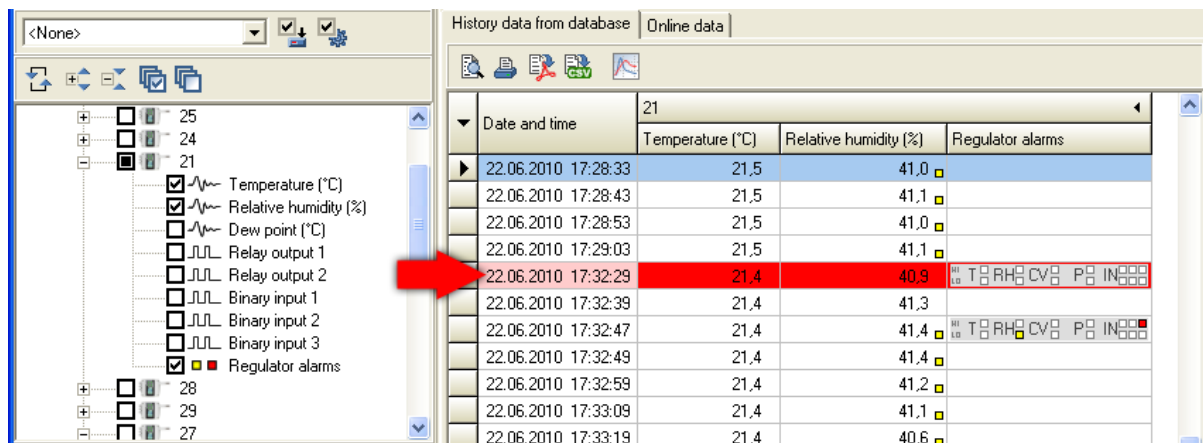 <None>
25
24
21
Temperature (°C)
Relative humidity (%)
Dew point (°C)
Relay output 1
Relay output 2
Binary input 1
Binary input 2
Binary input 3
Regulator alarms
28
29
27
History data from database Online data
CSV
Date and time 21
Temperature (°C) Relative humidity (%) Regulator alarms
22.06.2010 17:28:33 21,5 41,0
22.06.2010 17:28:43 21,5 41,1
22.06.2010 17:28:53 21,5 41,0
22.06.2010 17:29:03 21,5 41,1
22.06.2010 17:32:29 21,4 40,9 HI LO T RH CV P IN
22.06.2010 17:32:39 21,4 41,3
22.06.2010 17:32:47 21,4 41,4 HI LO T RH CV P IN
22.06.2010 17:32:49 21,4 41,4
22.06.2010 17:32:59 21,4 41,2
22.06.2010 17:33:09 21,4 41,1
22.06.2010 17:33:19 21,4 40,6